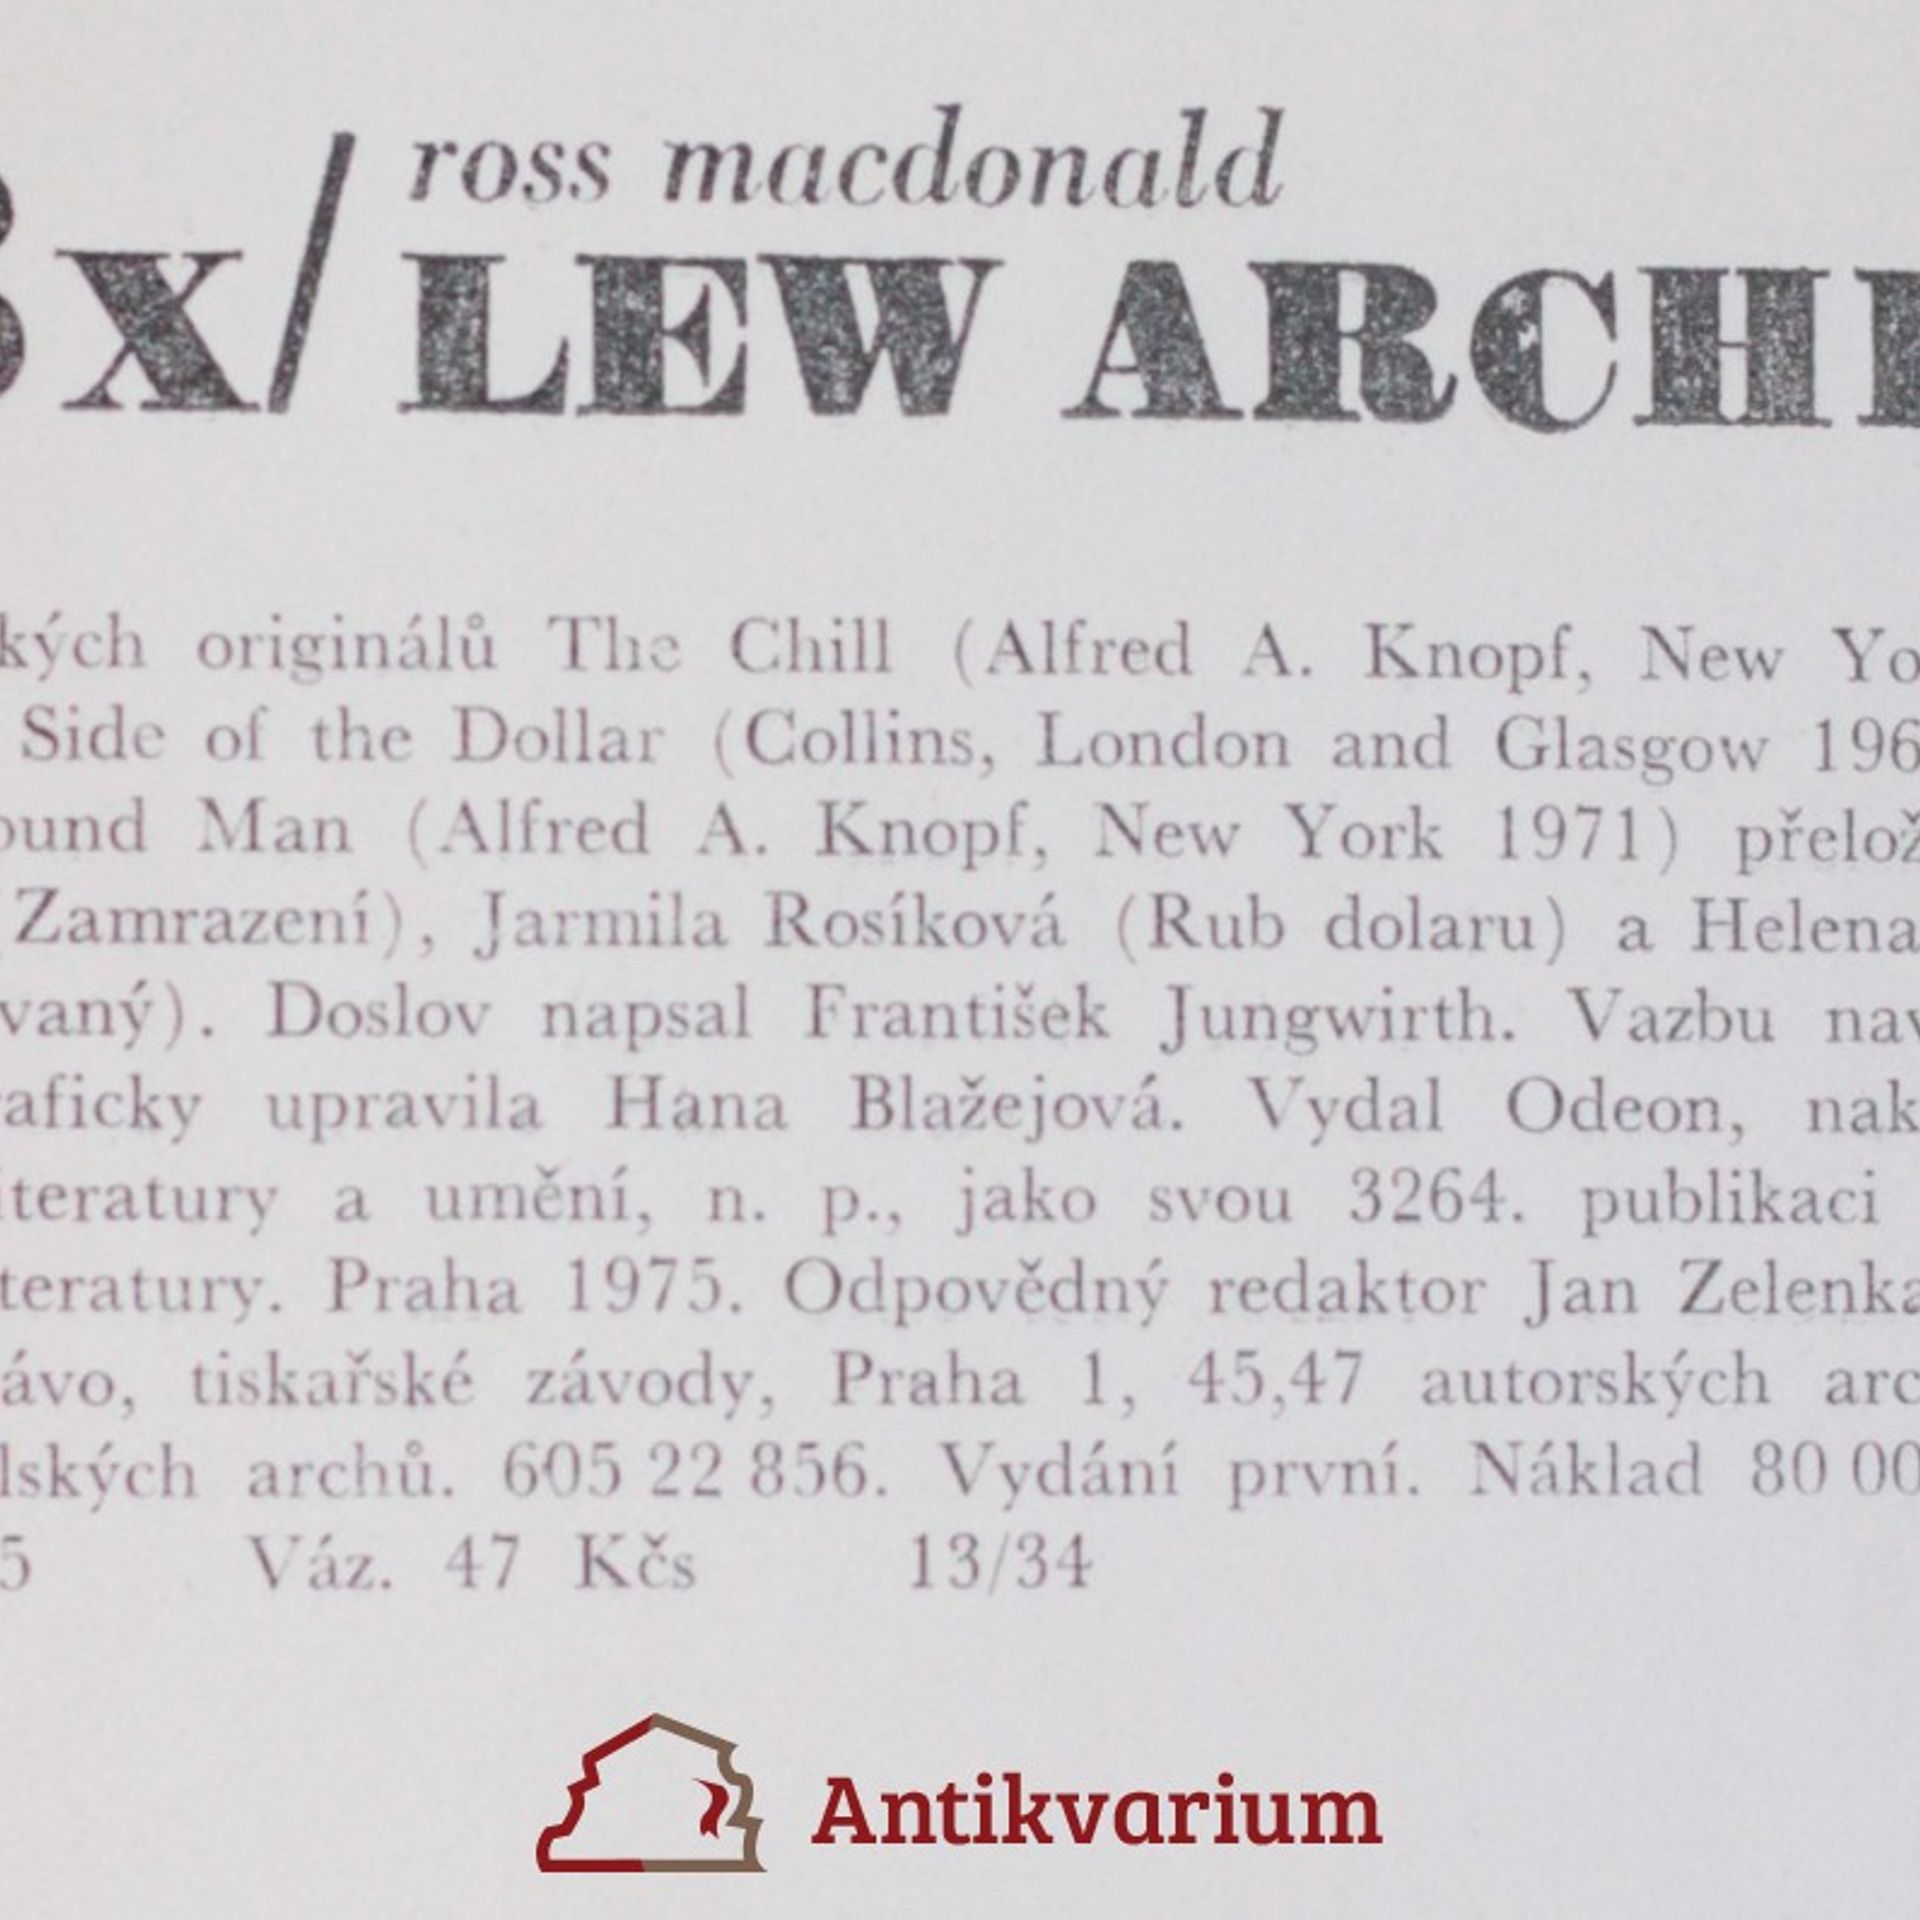 ross macdonald
3x/ LEW ARCH
kých originálů The Chill (Alfred A. Knopf, New Yo
Side of the Dollar (Collins, London and Glasgow 196
ound Man (Alfred A. Knopf, New York 1971) přelož
(Zamrazení), Jarmila Rosíková (Rub dolaru) a Helena
vaný). Doslov napsal František Jungwirth. Vazbu nav
raficky upravila Hana Blažejová. Vydal Odeon, nak
iteratury a umění, n. p., jako svou 3264. publikaci
teratury. Praha 1975. Odpovědný redaktor Jan Zelenka
ávo, tiskařské závody, Praha 1, 45,47 autorských arc
lských archů. 605 22 856. Vydání první. Náklad 80 00
5 Váz. 47 Kčs 13/34
Antikvarium